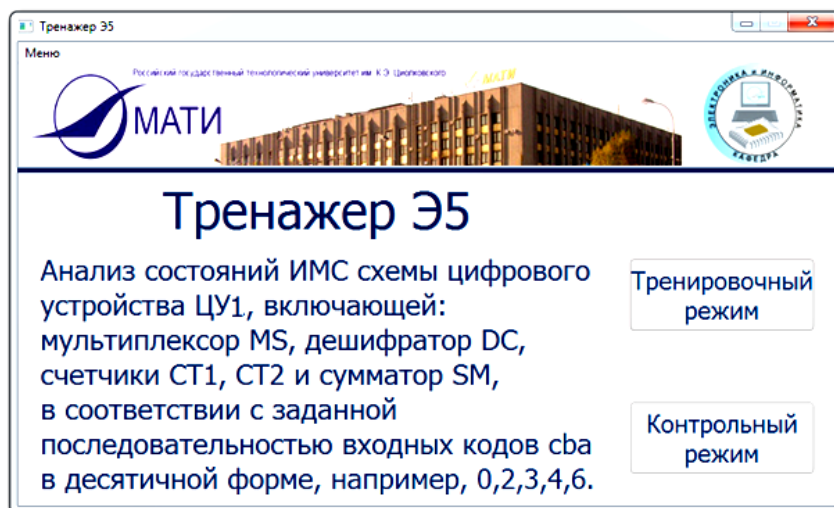 Тренажер Э5
Меню
Российский государственный технологический университет им. К.Э. Циолковского
МАТИ
МАТИ
ЭЛЕКТРОНИКА и ИНФОРМАТИКА
КАФЕДРА
Тренажер Э5
Анализ состояний ИМС схемы цифрового
устройства ЦУ1, включающей:
мультиплексор MS, дешифратор DC,
счетчики СТ1, СТ2 и сумматор SM,
в соответствии с заданной
последовательностью входных кодов cba
в десятичной форме, например, 0,2,3,4,6.
Тренировочный
режим
Контрольный
режим